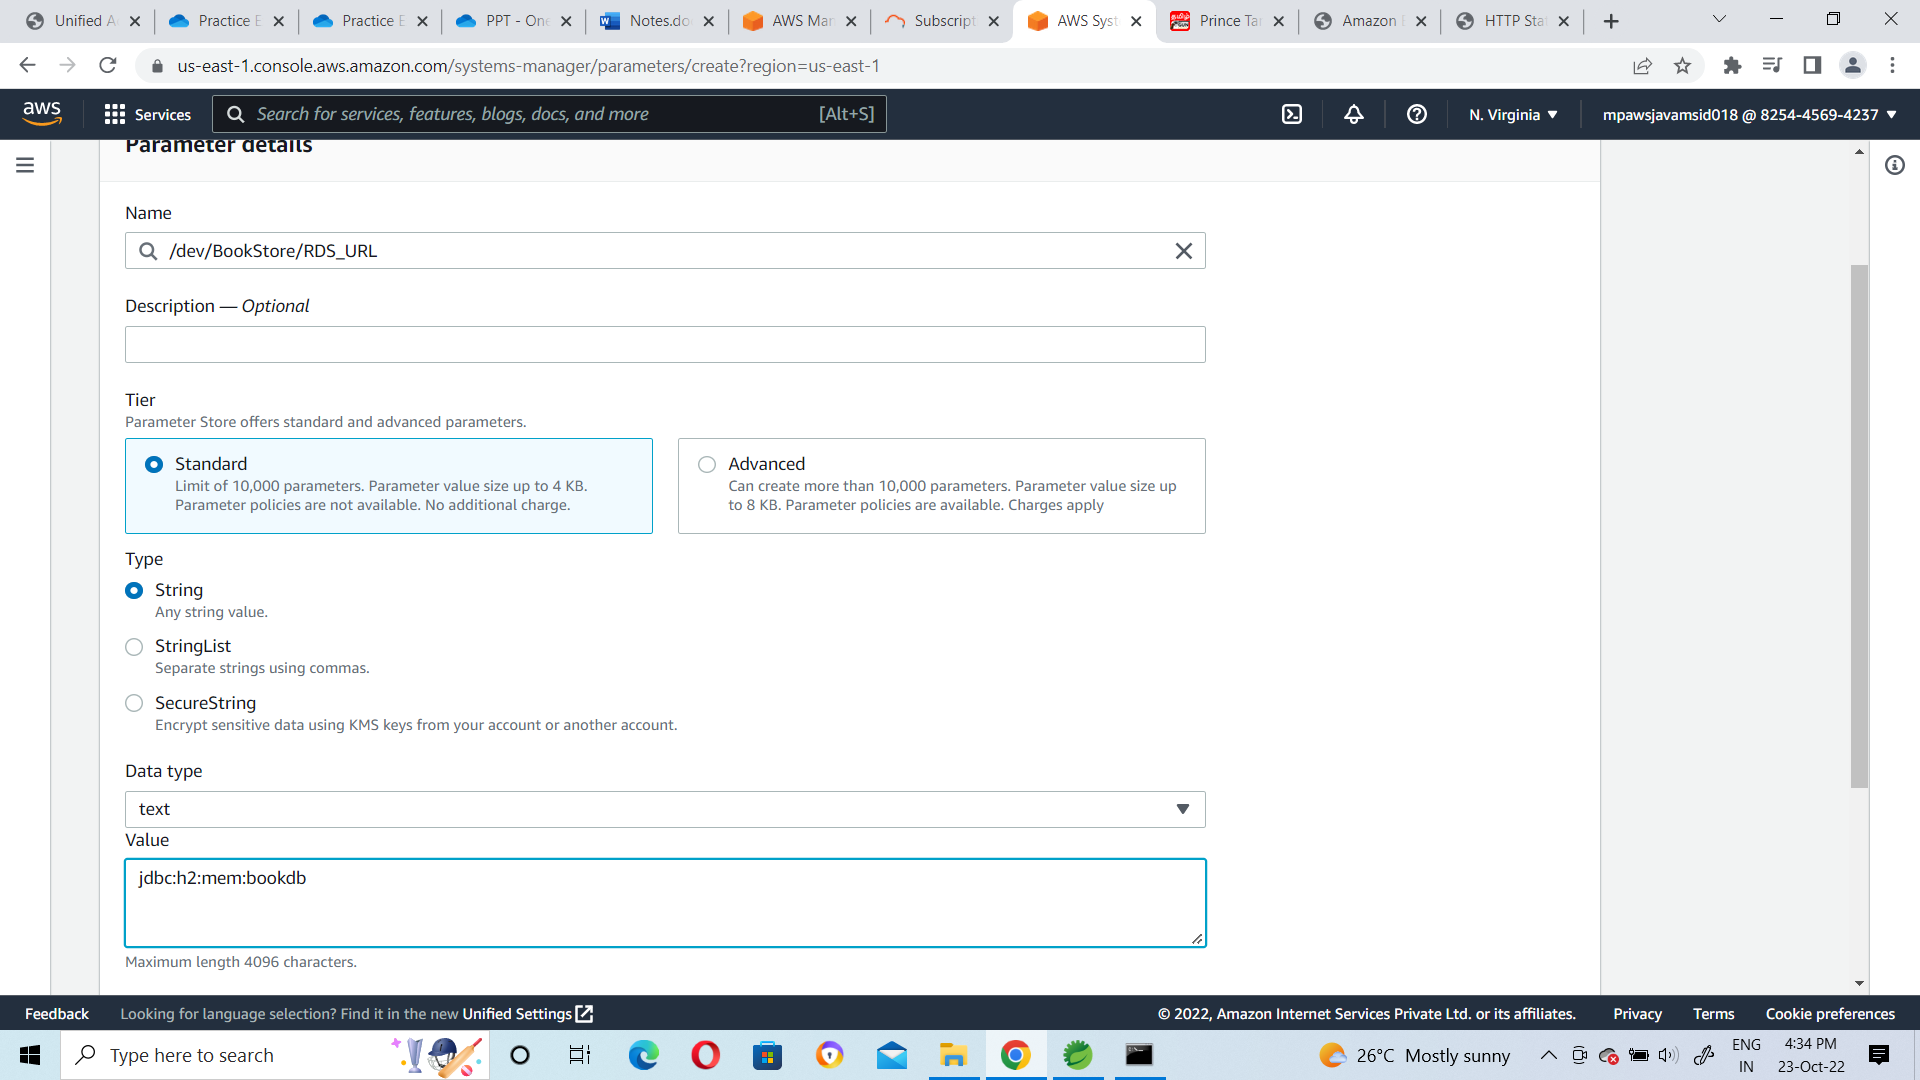 Unified A
Practice E
Practice E
PPT - One
Notes.do
AWS Man
Subscript
AWS Syst
Prince Tar
Amazon E
HTTP Stat
us-east-1.console.aws.amazon.com/systems-manager/parameters/create?region=us-east-1
aws
Services
Search for services, features, blogs, docs, and more
[Alt+S]
N. Virginia
mpawsjavamsid018 @ 8254-4569-4237
Parameter details
Name
/dev/BookStore/RDS_URL
Description — Optional
Tier
Parameter Store offers standard and advanced parameters.
Standard
Limit of 10,000 parameters. Parameter value size up to 4 KB.
Parameter policies are not available. No additional charge.
Advanced
Can create more than 10,000 parameters. Parameter value size up
to 8 KB. Parameter policies are available. Charges apply
Type
String
Any string value.
StringList
Separate strings using commas.
SecureString
Encrypt sensitive data using KMS keys from your account or another account.
Data type
text
Value
jdbc:h2:mem:bookdb
Maximum length 4096 characters.
Feedback
Looking for language selection? Find it in the new Unified Settings
© 2022, Amazon Internet Services Private Ltd. or its affiliates.
Privacy
Terms
Cookie preferences
Type here to search
26°C Mostly sunny
ENG
IN
4:34 PM
23-Oct-22